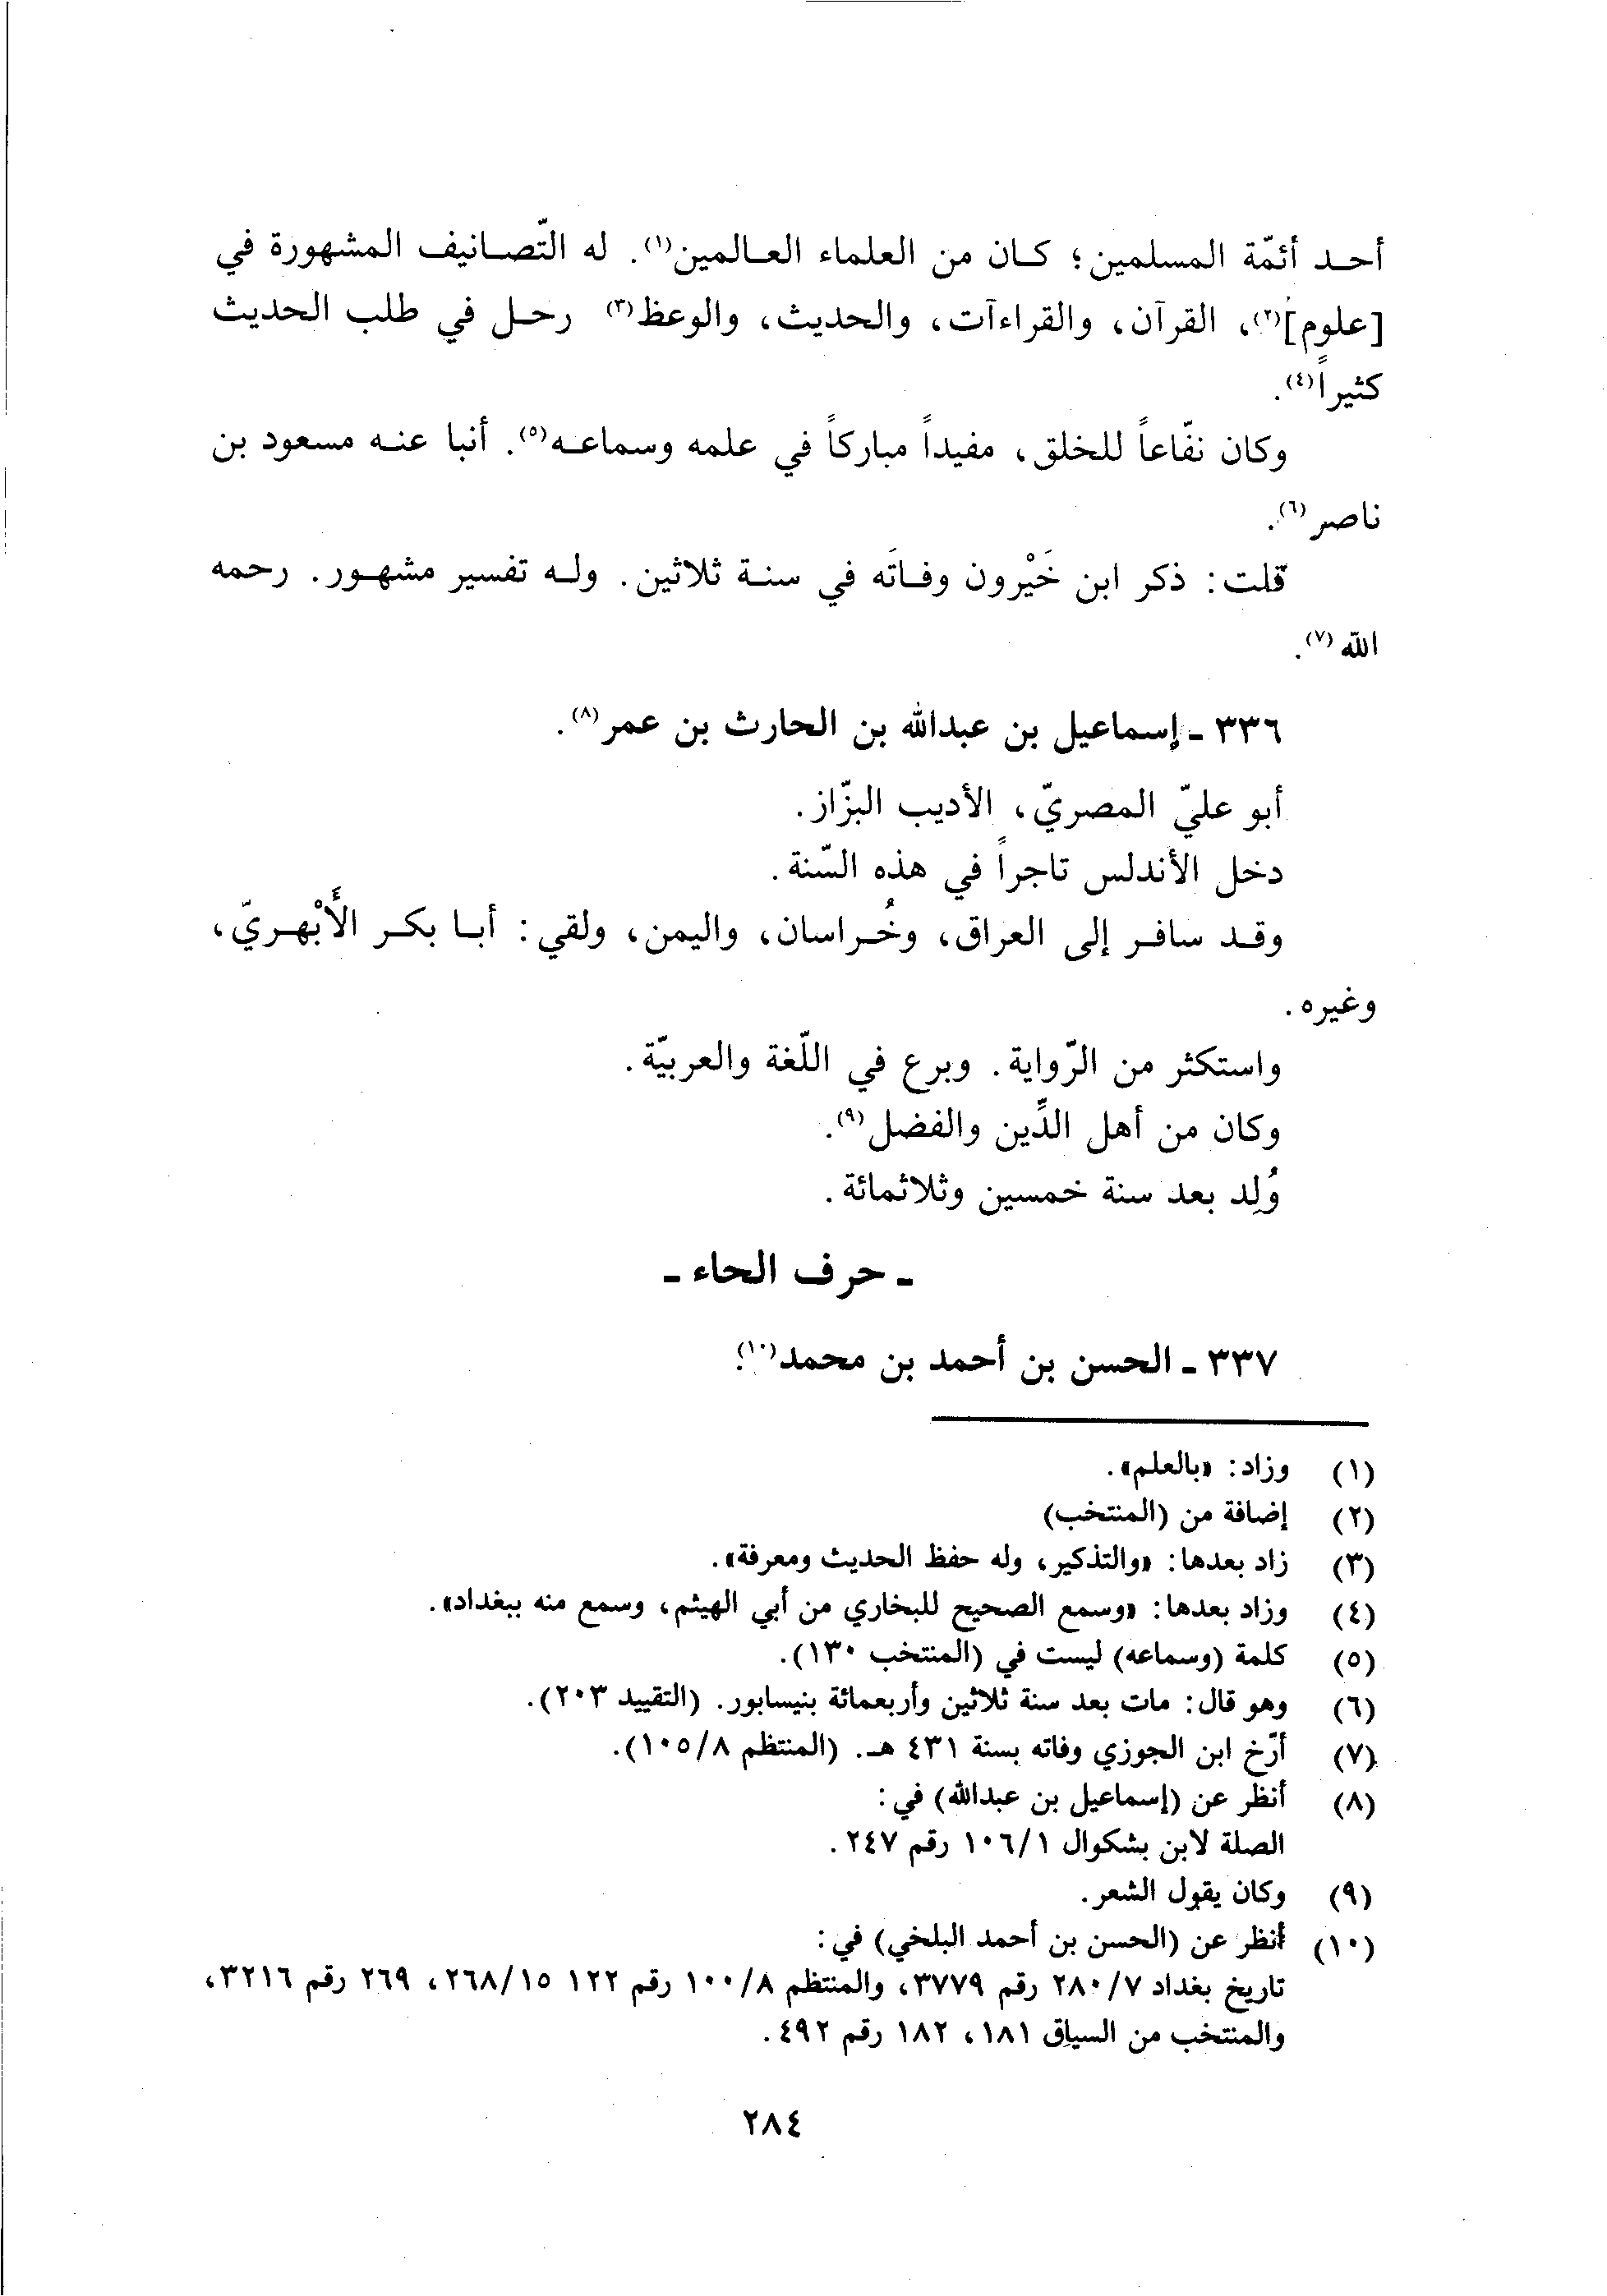 أحد أئمّة المسلمين؛ كان من العلماء العالمين(١). له التّصانيف المشهورة في
[علوم](٢)، القرآن، والقراءآت، والحديث، والوعظ(٣) رحل في طلب الحديث
كثيراً(٤).
وكان نفّاعاً للخلق، مفيداً مباركاً في علمه وسماعه(٥). أنبا عنه مسعود بن
ناصر(٦).
قلت: ذكر ابن خَيْرون وفاتَه في سنة ثلاثين. وله تفسير مشهور. رحمه
الله(٧).
٣٣٦ ـ إسماعيل بن عبدالله بن الحارث بن عمر(٨).
أبو عليّ المصريّ، الأديب البزّاز.
دخل الأندلس تاجراً في هذه السّنة.
وقد سافر إلى العراق، وخُراسان، واليمن، ولقي: أبا بكر الأَبْهريّ،
وغيره.
واستكثر من الرّواية. وبرع في اللّغة والعربيّة.
وكان من أهل الدِّين والفضل(٩).
وُلِد بعد سنة خمسين وثلاثمائة.
ـ حرف الحاء ـ
٣٣٧ ـ الحسن بن أحمد بن محمد(١٠).
(١) وزاد: «بالعلم».
(٢) إضافة من (المنتخب)
(٣) زاد بعدها: «والتذكير، وله حفظ الحديث ومعرفة».
(٤) وزاد بعدها: «وسمع الصحيح للبخاري من أبي الهيثم، وسمع منه ببغداد».
(٥) كلمة (وسماعه) ليست في (المنتخب ١٣٠).
(٦) وهو قال: مات بعد سنة ثلاثين وأربعمائة بنيسابور. (التقييد ٢٠٣).
(٧) أرّخ ابن الجوزي وفاته بسنة ٤٣١ هـ. (المنتظم ١٠٥/٨).
(٨) أنظر عن (إسماعيل بن عبدالله) في:
الصلة لابن بشكوال ١٠٦/١ رقم ٢٤٧.
(٩) وكان يقول الشعر.
(١٠) أنظر عن (الحسن بن أحمد البلخي) في:
تاريخ بغداد ٢٨٠/٧ رقم ٣٧٧٩، والمنتظم ١٠٠/٨ رقم ١٢٢ ٢٦٨/١٥، ٢٦٩ رقم ٣٢١٦،
والمنتخب من السياق ١٨١، ١٨٢ رقم ٤٩٢.
٢٨٤